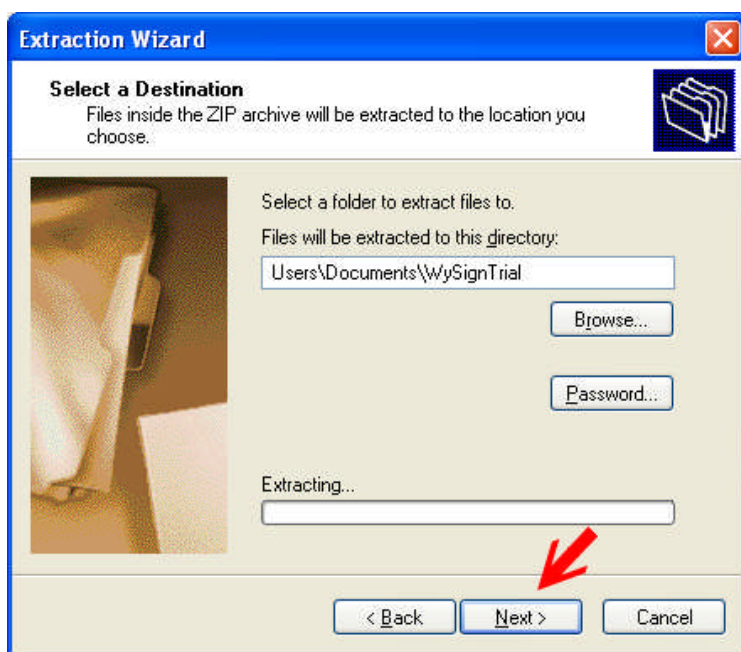 Extraction Wizard
Select a Destination
Files inside the ZIP archive will be extracted to the location you
choose.
Select a folder to extract files to.
Files will be extracted to this directory:
Users\Documents\WySignTrial
Browse...
Password...
Extracting...
< Back
Next >
Cancel